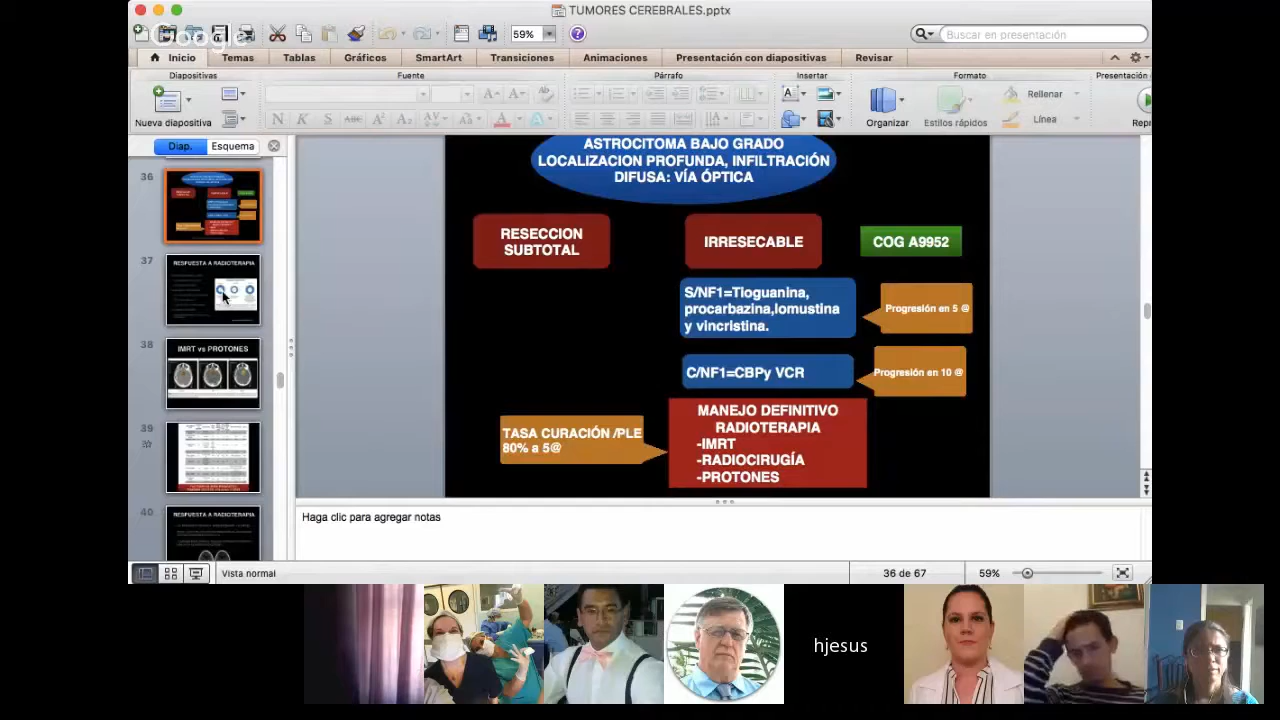 TUMORES CEREBRALES.pptx
Google
59%
Buscar en presentación
Inicio
Temas
Tablas
Gráficos
SmartArt
Transiciones
Animaciones
Presentación con diapositivas
Revisar
Diapositivas
Fuente
Párrafo
Insertar
Formato
Presentación
Nueva diapositiva
Organizar
Estilos rápidos
Rellenar
Línea
Repr
Diap.
Esquema
36
37
RESPUESTA A RADIOTERAPIA
38
IMRT vs PROTONES
39
40
RESPUESTA A RADIOTERAPIA
ASTROCITOMA BAJO GRADO
LOCALIZACION PROFUNDA, INFILTRACIÓN
DIFUSA: VÍA ÓPTICA
RESECCION
SUBTOTAL
IRRESECABLE
COG A9952
S/NF1=Tioguanina,
procarbazina,lomustina
y vincristina.
Progresión en 5 @
C/NF1=CBPy VCR
Progresión en 10 @
TASA CURACIÓN /PLE
80% a 5@
MANEJO DEFINITIVO
RADIOTERAPIA
-IMRT
-RADIOCIRUGÍA
-PROTONES
Haga clic para agregar notas
Vista normal
36 de 67
59%
hjesus